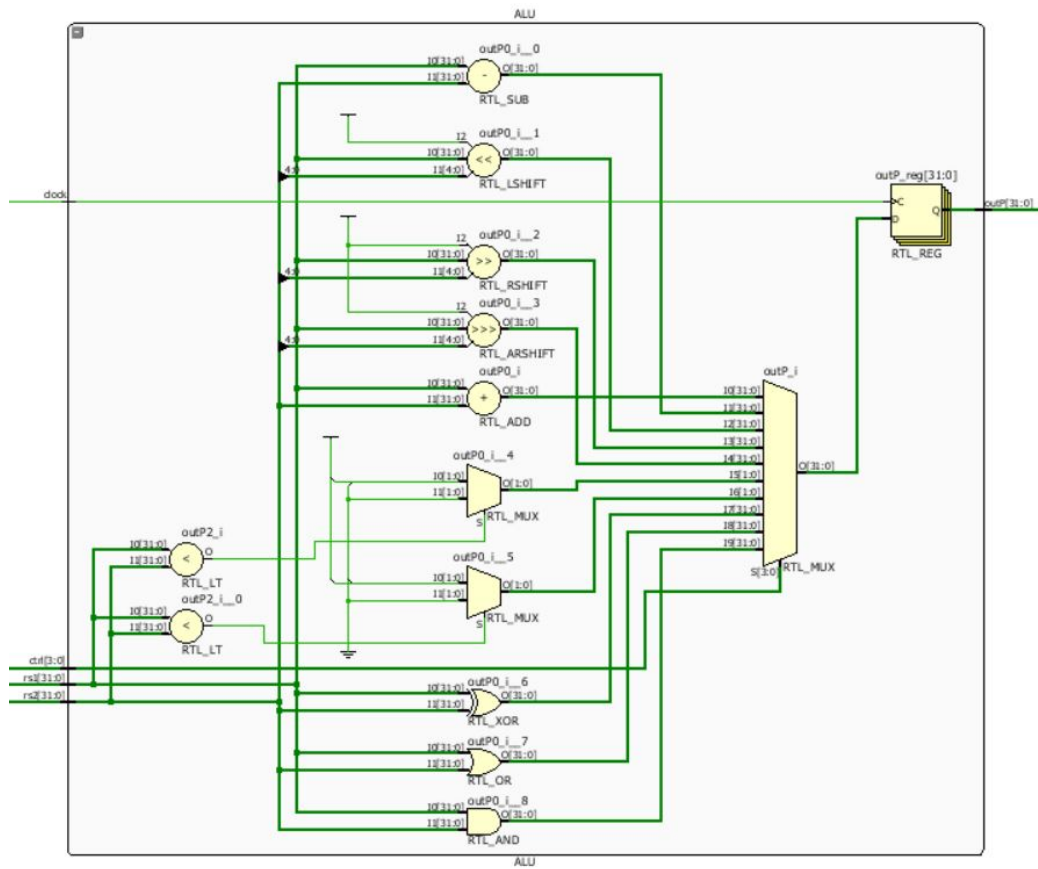 ALU
outP0_i__0
I0[31:0]
I1[31:0]
-
O[31:0]
RTL_SUB
outP0_i__1
I2
I0[31:0]
4:0
I1[4:0]
<<
O[31:0]
RTL_LSHIFT
clock
outP_reg[31:0]
C
D
Q
outP[31:0]
RTL_REG
outP0_i__2
I2
I0[31:0]
4:0
I1[4:0]
>>
O[31:0]
RTL_RSHIFT
outP0_i__3
I2
I0[31:0]
4:0
I1[4:0]
>>>
O[31:0]
RTL_ARSHIFT
outP0_i
I0[31:0]
I1[31:0]
+
O[31:0]
RTL_ADD
outP_i
I0[31:0]
I1[31:0]
I2[31:0]
I3[31:0]
I4[31:0]
I5[1:0]
I6[1:0]
I7[31:0]
I8[31:0]
I9[31:0]
S[3:0]
O[31:0]
RTL_MUX
outP0_i__4
I0[1:0]
I1[1:0]
S
O[1:0]
RTL_MUX
outP2_i
I0[31:0]
I1[31:0]
<
O
RTL_LT
outP0_i__5
I0[1:0]
I1[1:0]
S
O[1:0]
RTL_MUX
outP2_i__0
I0[31:0]
I1[31:0]
<
O
RTL_LT
ctrl[3:0]
rs1[31:0]
rs2[31:0]
outP0_i__6
I0[31:0]
I1[31:0]
O[31:0]
RTL_XOR
outP0_i__7
I0[31:0]
I1[31:0]
O[31:0]
RTL_OR
outP0_i__8
I0[31:0]
I1[31:0]
O[31:0]
RTL_AND
ALU